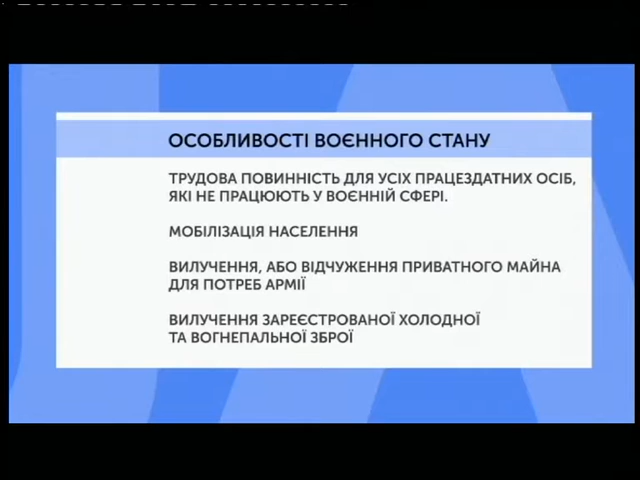 ОСОБЛИВОСТІ ВОЄННОГО СТАНУ
ТРУДОВА ПОВИННІСТЬ ДЛЯ УСІХ ПРАЦЕЗДАТНИХ ОСІБ,
ЯКІ НЕ ПРАЦЮЮТЬ У ВОЄННІЙ СФЕРІ.
МОБІЛІЗАЦІЯ НАСЕЛЕННЯ
ВИЛУЧЕННЯ, АБО ВІДЧУЖЕННЯ ПРИВАТНОГО МАЙНА
ДЛЯ ПОТРЕБ АРМІЇ
ВИЛУЧЕННЯ ЗАРЕЄСТРОВАНОЇ ХОЛОДНОЇ
ТА ВОГНЕПАЛЬНОЇ ЗБРОЇ